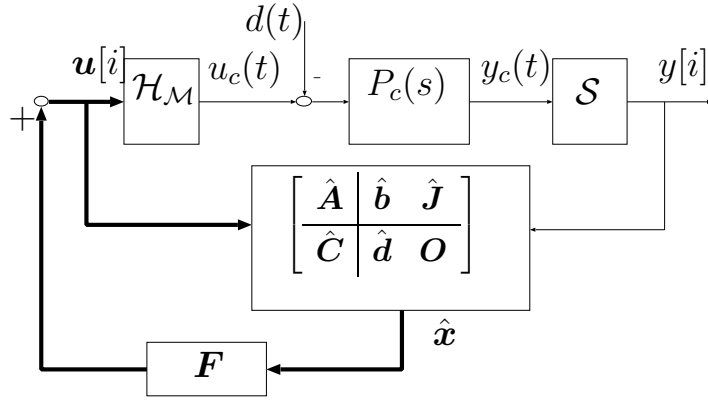 d(t)
u[i]
u_c(t)
y_c(t)
y[i]
-
ℋ_ℳ
P_c(s)
𝒮
+
Â b̂ Ĵ
Ĉ d̂ O
x̂
F